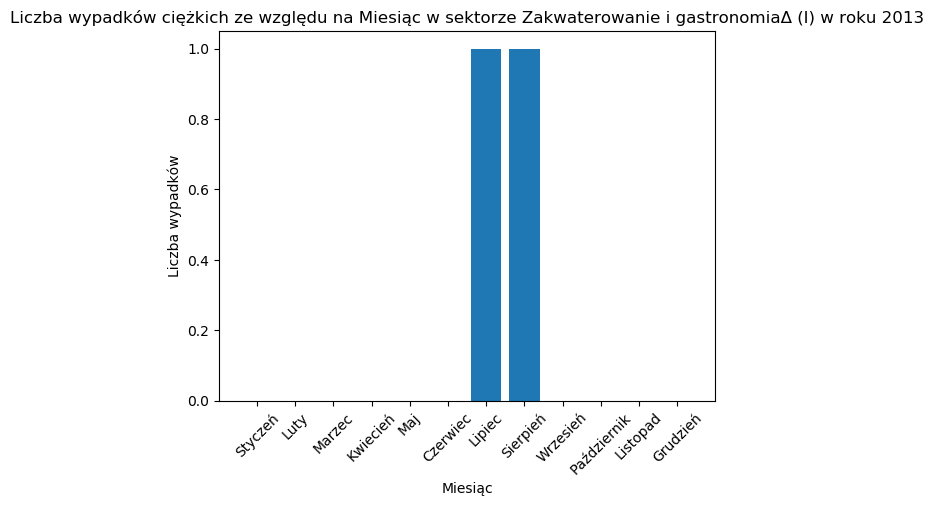 Liczba wypadków ciężkich ze względu na Miesiąc w sektorze Zakwaterowanie i gastronomiaΔ (I) w roku 2013
1.0
0.8
0.6
0.4
0.2
0.0
Liczba wypadków
Styczeń
Luty
Marzec
Kwiecień
Maj
Czerwiec
Lipiec
Sierpień
Wrzesień
Październik
Listopad
Grudzień
Miesiąc